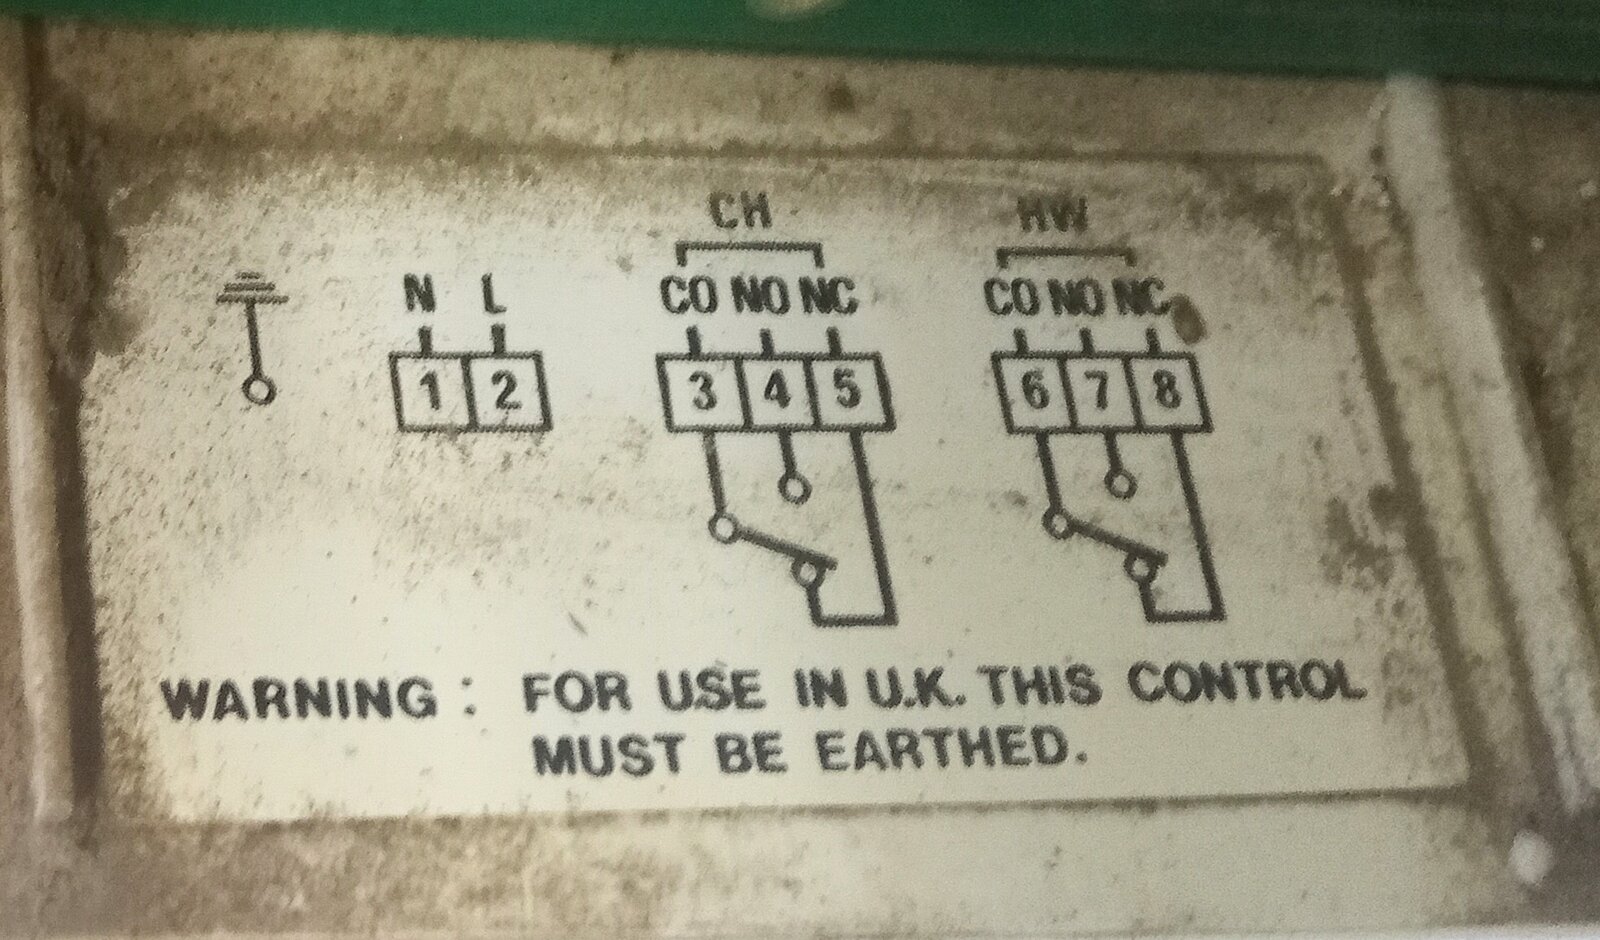 CH HW
N L CO NO NC CO NO NC
1 2 3 4 5 6 7 8
WARNING : FOR USE IN U.K. THIS CONTROL
MUST BE EARTHED.